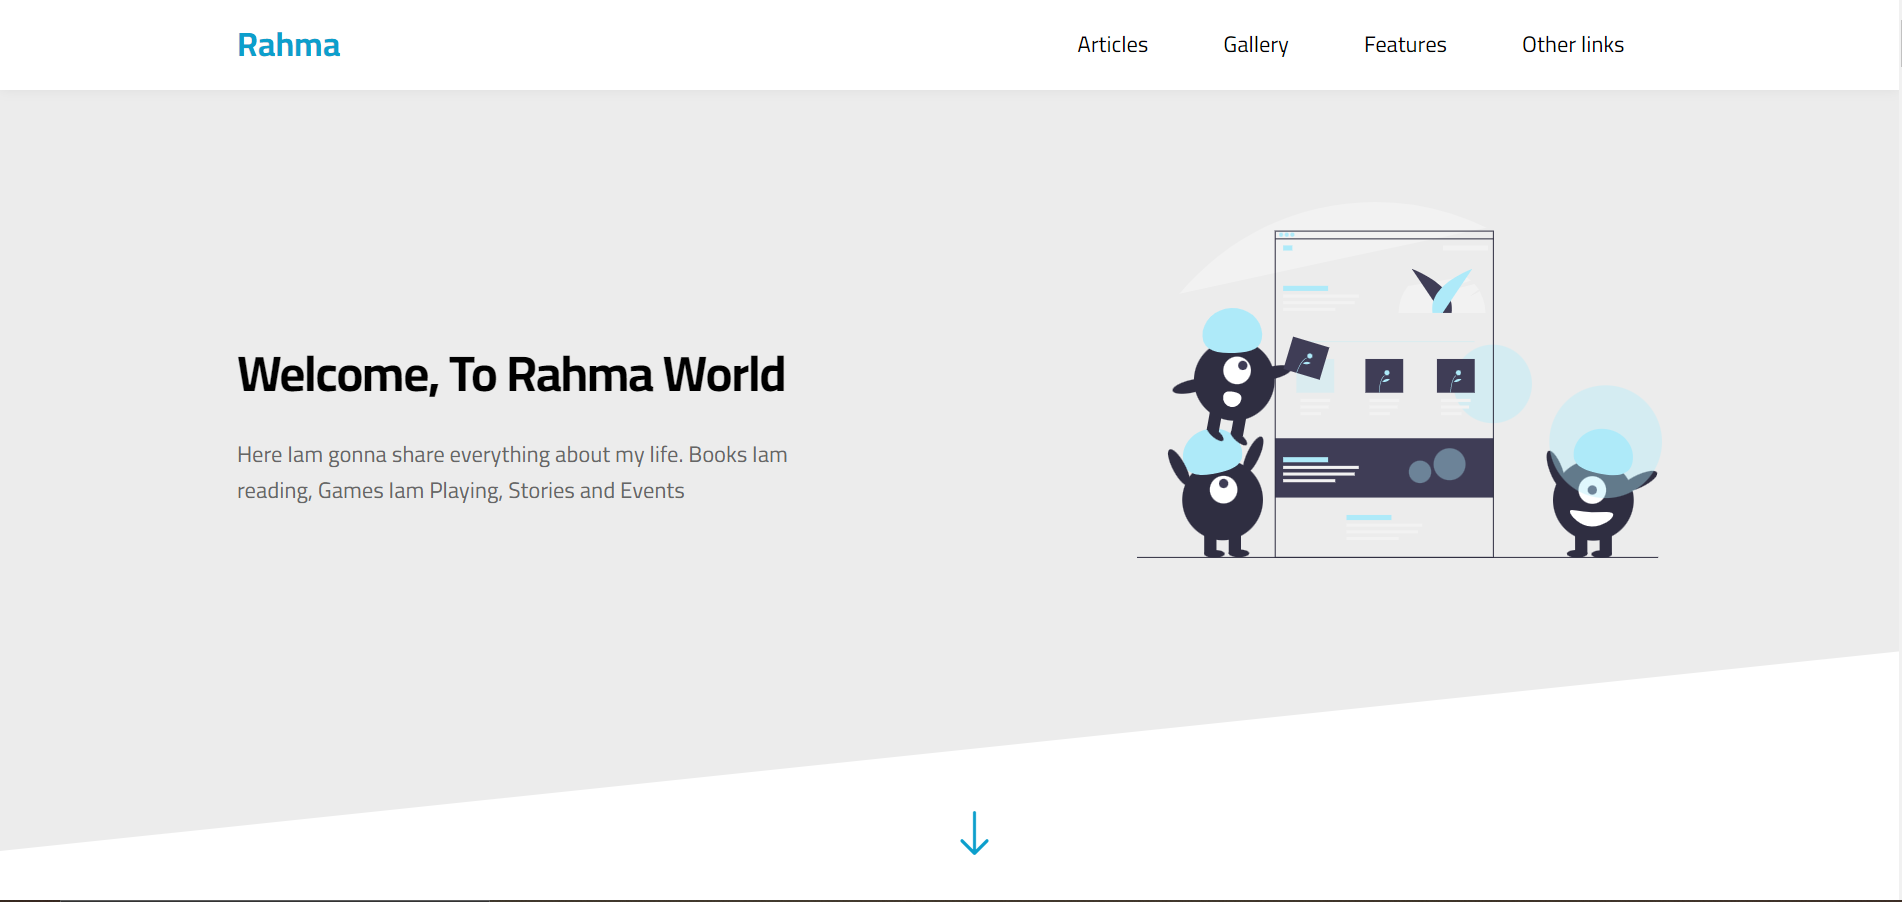 Rahma
Articles
Gallery
Features
Other links
Welcome, To Rahma World
Here Iam gonna share everything about my life. Books Iam
reading, Games Iam Playing, Stories and Events